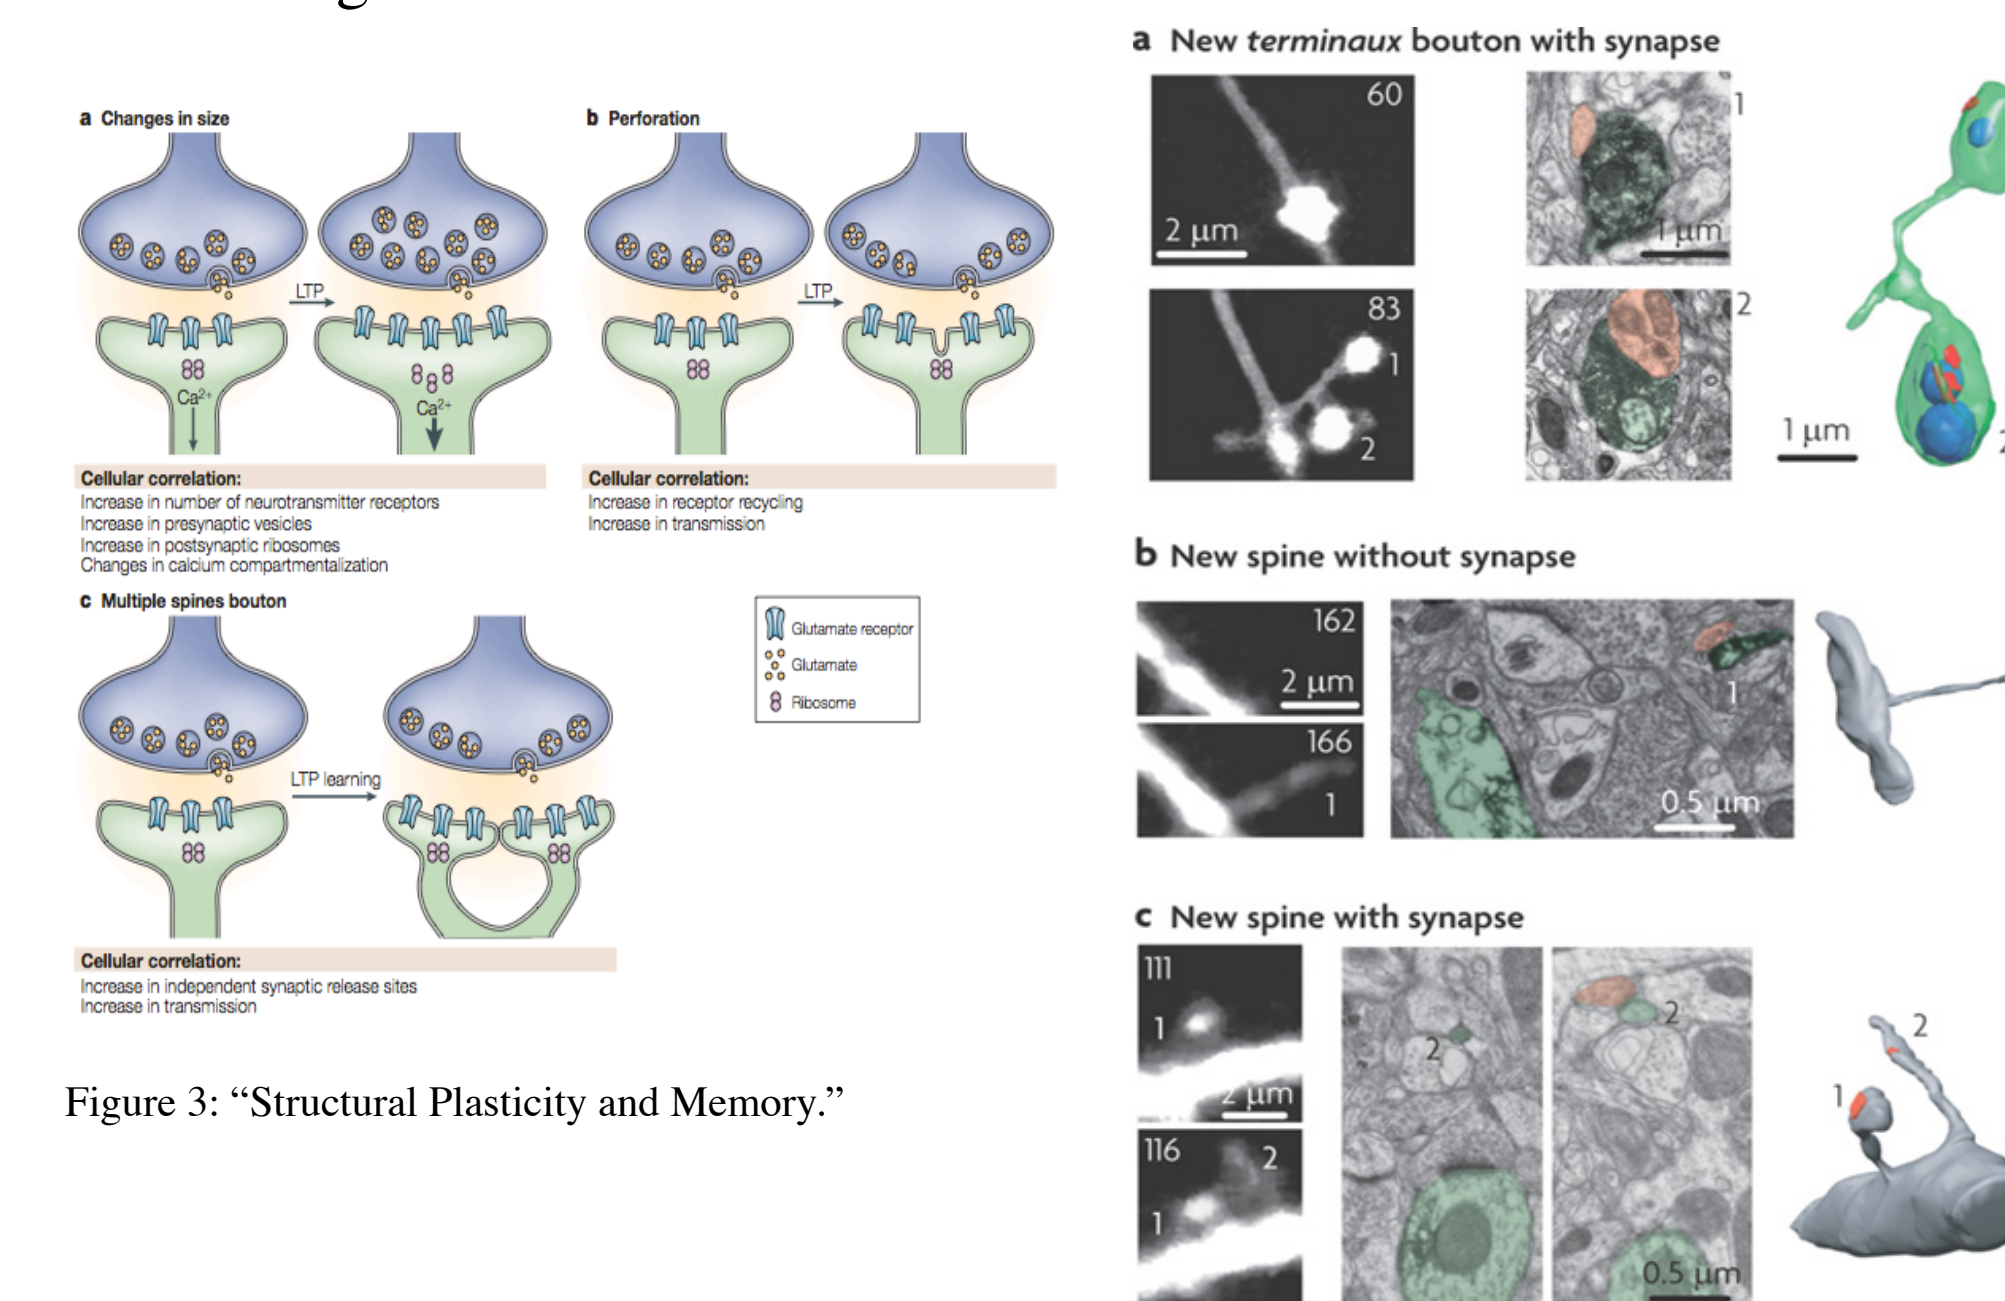 a Changes in size
LTP
Ca2+
Ca2+
Cellular correlation:
Increase in number of neurotransmitter receptors
Increase in presynaptic vesicles
Increase in postsynaptic ribosomes
Changes in calcium compartmentalization
b Perforation
LTP
Cellular correlation:
Increase in receptor recycling
Increase in transmission
c Multiple spines bouton
LTP learning
Cellular correlation:
Increase in independent synaptic release sites
Increase in transmission
Glutamate receptor
Glutamate
Ribosome
Figure 3: “Structural Plasticity and Memory.”
a New terminaux bouton with synapse
60
2 μm
1
1 μm
83
1
2
2
1 μm
2
b New spine without synapse
162
2 μm
166
1
1
0.5 μm
c New spine with synapse
111
1
2 μm
116
2
1
2
2
0.5 μm
2
1